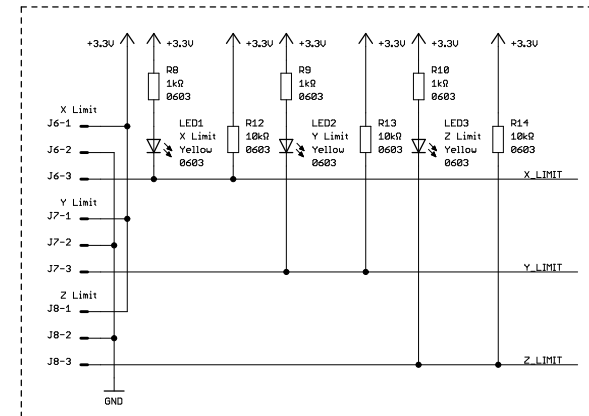 +3.3V +3.3V +3.3V +3.3V +3.3V +3.3V +3.3V
R8
1kΩ
0603
R9
1kΩ
0603
R10
1kΩ
0603
X Limit
J6-1
J6-2
J6-3
LED1
X Limit
Yellow
0603
R12
10kΩ
0603
LED2
Y Limit
Yellow
0603
R13
10kΩ
0603
LED3
Z Limit
Yellow
0603
R14
10kΩ
0603
X_LIMIT
Y Limit
J7-1
J7-2
J7-3
Y_LIMIT
Z Limit
J8-1
J8-2
J8-3
Z_LIMIT
GND